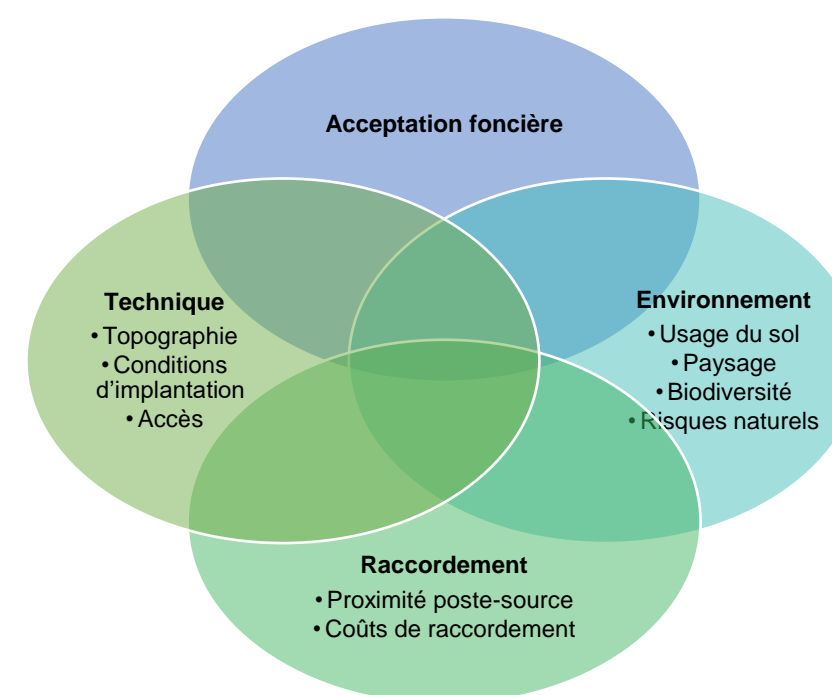 Acceptation foncière
Technique
• Topographie
• Conditions
d’implantation
• Accès
Environnement
• Usage du sol
• Paysage
• Biodiversité
• Risques naturels
Raccordement
• Proximité poste-source
• Coûts de raccordement